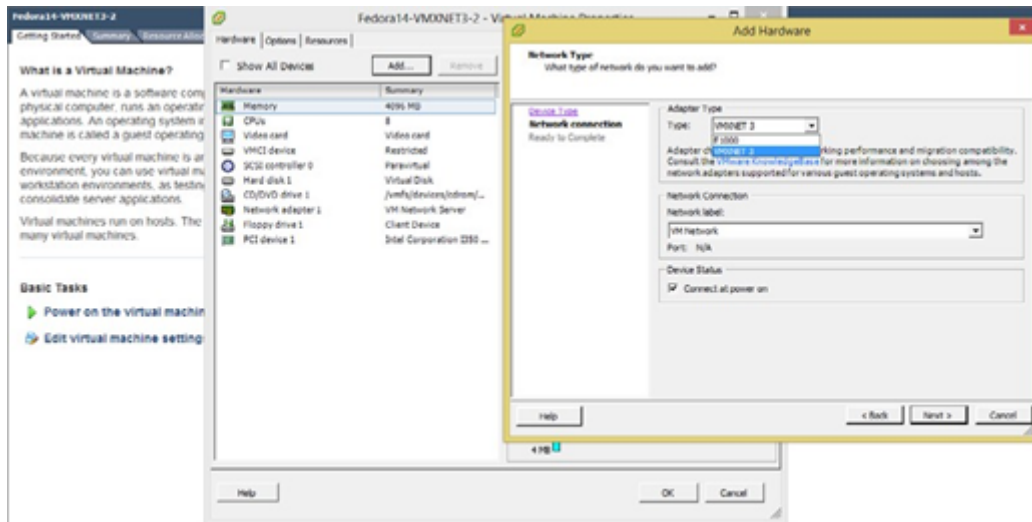 Fedora14-VMXNET3-2
Getting Started Summary Resource Alloc
What is a Virtual Machine?
A virtual machine is a software com
physical computer, runs an operatin
applications. An operating system i
machine is called a guest operating
Because every virtual machine is an
environment, you can use virtual ma
workstation environments, as testin
consolidate server applications.
Virtual machines run on hosts. The
many virtual machines.
Basic Tasks
Power on the virtual machin
Edit virtual machine setting
Fedora14-VMXNET3-2 - Virtual Machine Properties
Hardware Options Resources
Show All Devices Add... Remove
Hardware Summary
Memory 4096 MB
CPUs 8
Video card Video card
VMCI device Restricted
SCSI controller 0 Paravirtual
Hard disk 1 Virtual Disk
CD/DVD drive 1 /vmfs/devices/cdrom/...
Network adapter 1 VM Network Server
Floppy drive 1 Client Device
PCI device 1 Intel Corporation I350 ...
4 MB
Help OK Cancel
Add Hardware
Network Type
What type of network do you want to add?
Device Type
Network connection
Ready to Complete
Adapter Type
Type: VMXNET 3
E1000
VMXNET 3
Adapter ch rking performance and migration compatibility.
Consult the VMware KnowledgeBase for more information on choosing among the
network adapters supported for various guest operating systems and hosts.
Network Connection
Network label:
VM Network
Port: N/A
Device Status
Connect at power on
Help < Back Next > Cancel